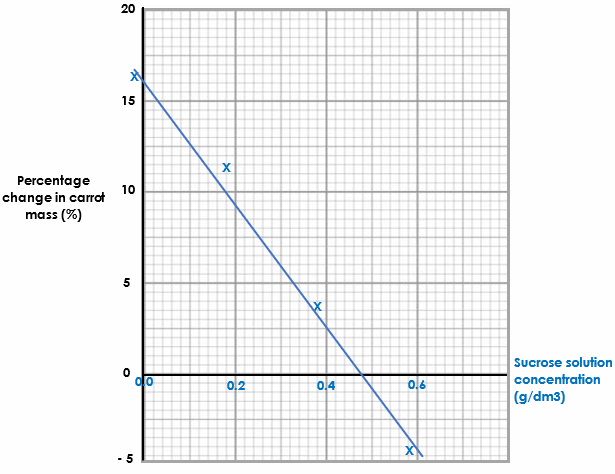 20
15
10
5
0
- 5
Percentage
change in carrot
mass (%)
X
X
X
X
0.0
0.2
0.4
0.6
Sucrose solution
concentration
(g/dm3)